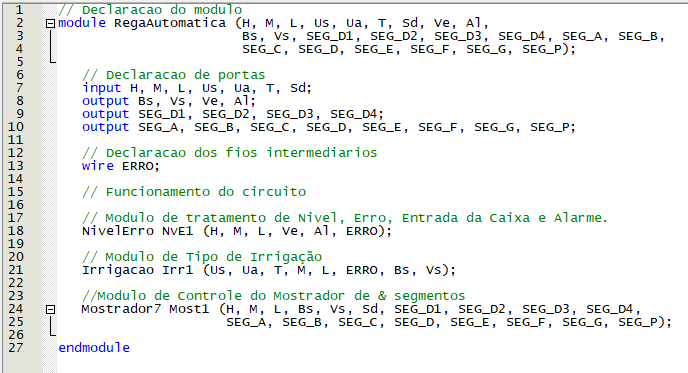 1 // Declaracao do modulo
2 module RegaAutomatica (H, M, L, Us, Ua, T, Sd, Ve, Al,
3 Bs, Vs, SEG_D1, SEG_D2, SEG_D3, SEG_D4, SEG_A, SEG_B,
4 SEG_C, SEG_D, SEG_E, SEG_F, SEG_G, SEG_P);
5
6 // Declaracao de portas
7 input H, M, L, Us, Ua, T, Sd;
8 output Bs, Vs, Ve, Al;
9 output SEG_D1, SEG_D2, SEG_D3, SEG_D4;
10 output SEG_A, SEG_B, SEG_C, SEG_D, SEG_E, SEG_F, SEG_G, SEG_P;
11
12 // Declaracao dos fios intermediarios
13 wire ERRO;
14
15 // Funcionamento do circuito
16
17 // Modulo de tratamento de Nivel, Erro, Entrada da Caixa e Alarme.
18 NivelErro NvE1 (H, M, L, Ve, Al, ERRO);
19
20 // Modulo de Tipo de Irrigação
21 Irrigacao Irr1 (Us, Ua, T, M, L, ERRO, Bs, Vs);
22
23 //Modulo de Controle do Mostrador de & segmentos
24 Mostrador7 Most1 (H, M, L, Bs, Vs, Sd, SEG_D1, SEG_D2, SEG_D3, SEG_D4,
25 SEG_A, SEG_B, SEG_C, SEG_D, SEG_E, SEG_F, SEG_G, SEG_P);
26
27 endmodule